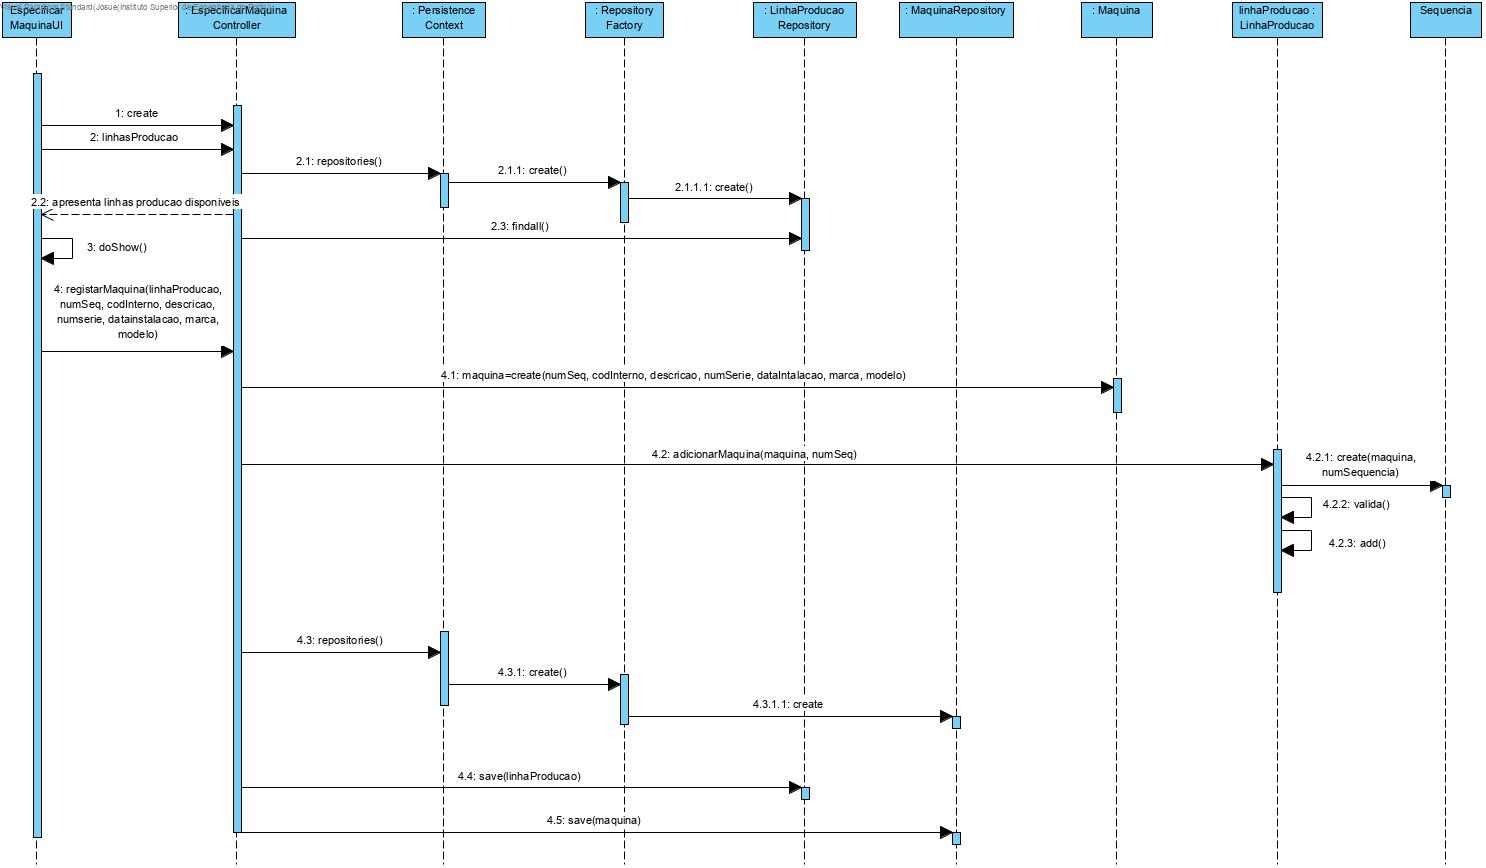 Especificar
MaquinaUI
: EspecificarMaquina
Controller
: Persistence
Context
: Repository
Factory
: LinhaProducao
Repository
: MaquinaRepository
: Maquina
linhaProducao :
LinhaProducao
Sequencia
1: create
2: linhasProducao
2.1: repositories()
2.1.1: create()
2.1.1.1: create()
2.2: apresenta linhas producao disponiveis
2.3: findall()
3: doShow()
4: registarMaquina(linhaProducao,
numSeq, codInterno, descricao,
numserie, datainstalacao, marca,
modelo)
4.1: maquina=create(numSeq, codInterno, descricao, numSerie, dataIntalacao, marca, modelo)
4.2: adicionarMaquina(maquina, numSeq)
4.2.1: create(maquina,
numSequencia)
4.2.2: valida()
4.2.3: add()
4.3: repositories()
4.3.1: create()
4.3.1.1: create
4.4: save(linhaProducao)
4.5: save(maquina)